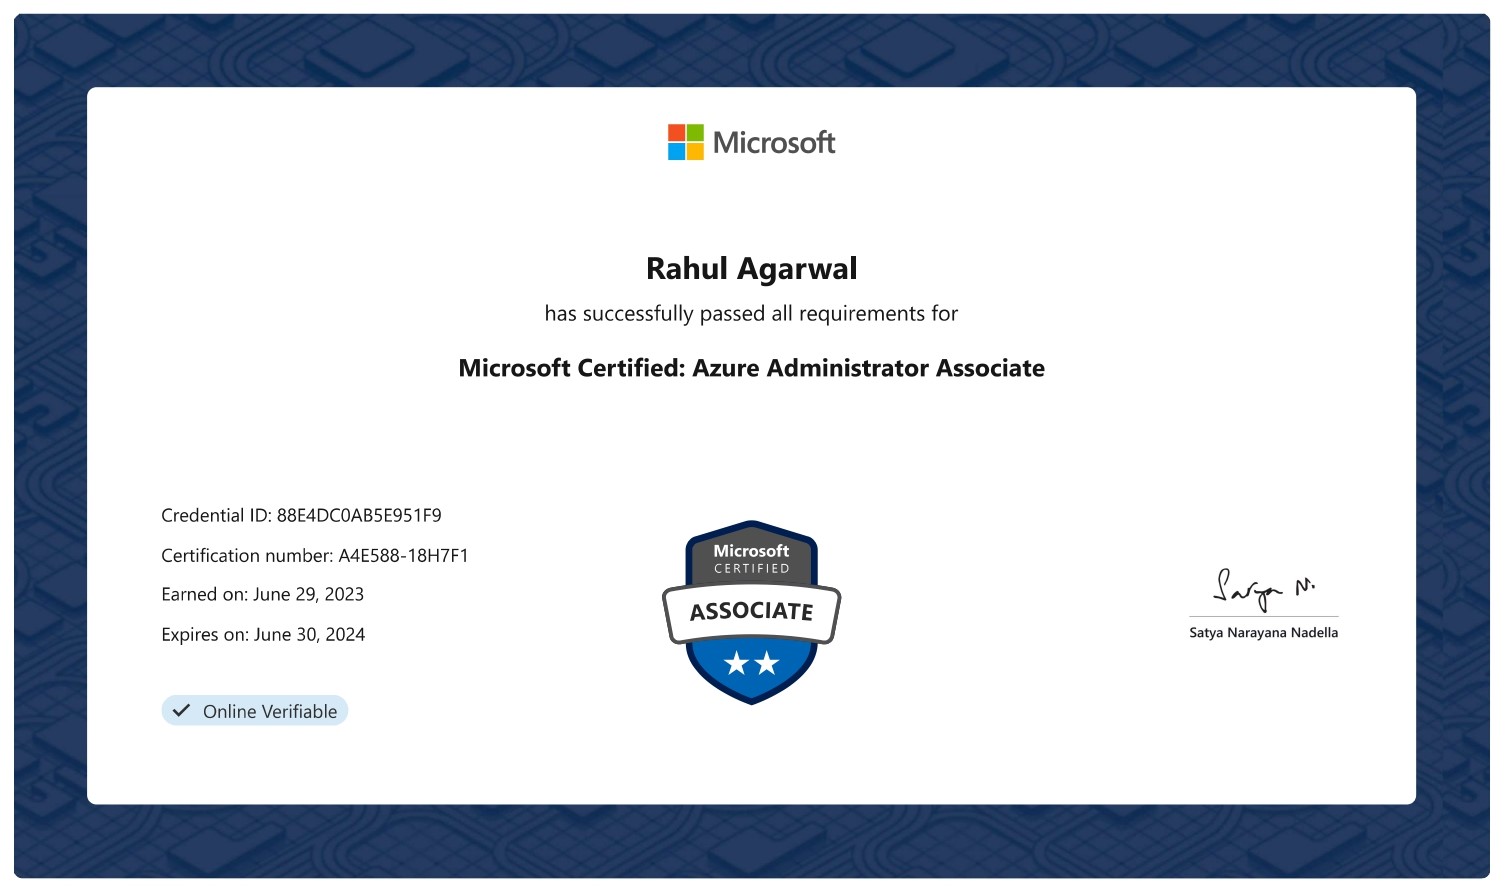 Microsoft
Rahul Agarwal
has successfully passed all requirements for
Microsoft Certified: Azure Administrator Associate
Credential ID: 88E4DC0AB5E951F9
Certification number: A4E588-18H7F1
Earned on: June 29, 2023
Expires on: June 30, 2024
Online Verifiable
Microsoft
CERTIFIED
ASSOCIATE
Satya N.
Satya Narayana Nadella